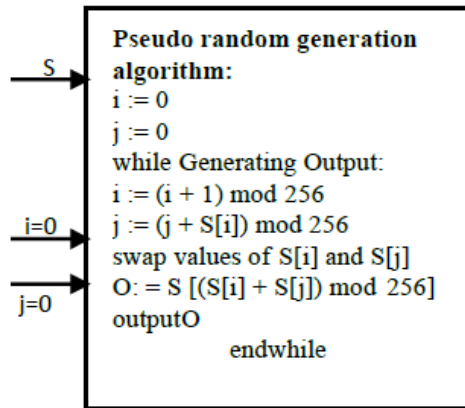 Pseudo random generation
algorithm:
S
i := 0
j := 0
while Generating Output:
i := (i + 1) mod 256
i=0
j := (j + S[i]) mod 256
swap values of S[i] and S[j]
O: = S [(S[i] + S[j]) mod 256]
j=0
outputO
endwhile